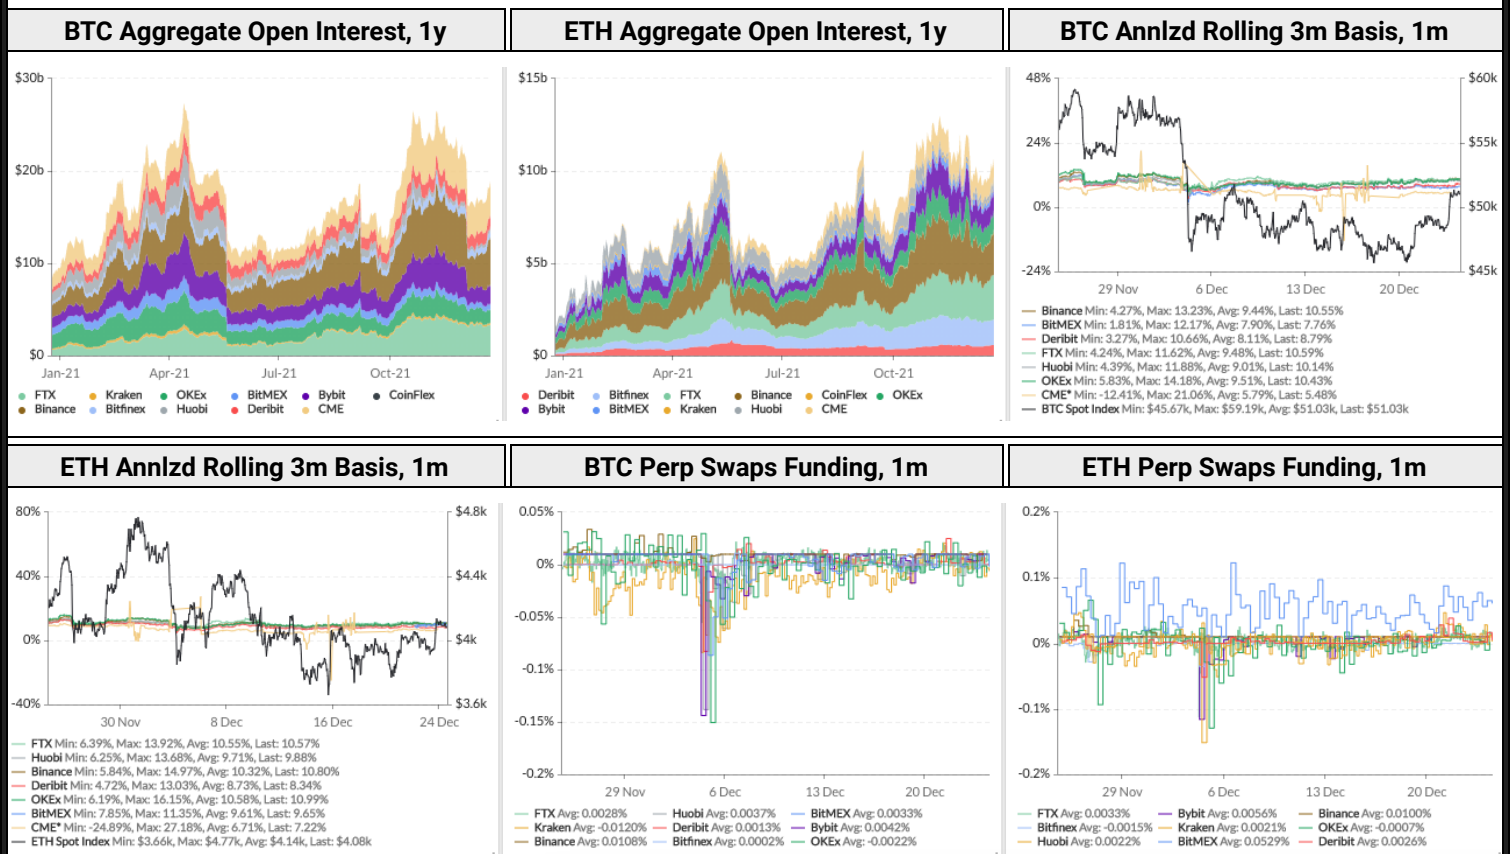 BTC Aggregate Open Interest, 1y
$30b
$20b
$10b
$0
Jan-21 Apr-21 Jul-21 Oct-21
FTX Kraken OKEx BitMEX Bybit CoinFlex
Binance Bitfinex Huobi Deribit CME
ETH Aggregate Open Interest, 1y
$15b
$10b
$5b
$0
Jan-21 Apr-21 Jul-21 Oct-21
Deribit Bitfinex FTX Binance CoinFlex OKEx
Bybit BitMEX Kraken Huobi CME
BTC Annlzd Rolling 3m Basis, 1m
48% $60k
24% $55k
0% $50k
-24% $45k
29 Nov 6 Dec 13 Dec 20 Dec
Binance Min: 4.27%, Max: 13.23%, Avg: 9.44%, Last: 10.55%
BitMEX Min: 1.81%, Max: 12.17%, Avg: 7.90%, Last: 7.76%
Deribit Min: 3.27%, Max: 10.66%, Avg: 8.11%, Last: 8.79%
FTX Min: 4.24%, Max: 11.62%, Avg: 9.48%, Last: 10.59%
Huobi Min: 4.39%, Max: 11.88%, Avg: 9.01%, Last: 10.14%
OKEx Min: 5.83%, Max: 14.18%, Avg: 9.51%, Last: 10.43%
CME* Min: -12.41%, Max: 21.06%, Avg: 5.79%, Last: 5.48%
BTC Spot Index Min: $45.67k, Max: $59.19k, Avg: $51.03k, Last: $51.03k
ETH Annlzd Rolling 3m Basis, 1m
80% $4.8k
40% $4.4k
0% $4k
-40% $3.6k
30 Nov 8 Dec 16 Dec 24 Dec
FTX Min: 6.39%, Max: 13.92%, Avg: 10.55%, Last: 10.57%
Huobi Min: 6.25%, Max: 13.68%, Avg: 9.71%, Last: 9.88%
Binance Min: 5.84%, Max: 14.97%, Avg: 10.32%, Last: 10.80%
Deribit Min: 4.72%, Max: 13.03%, Avg: 8.73%, Last: 8.34%
OKEx Min: 6.19%, Max: 16.15%, Avg: 10.58%, Last: 10.99%
BitMEX Min: 7.85%, Max: 11.35%, Avg: 9.61%, Last: 9.65%
CME* Min: -24.89%, Max: 27.18%, Avg: 6.71%, Last: 7.22%
ETH Spot Index Min: $3.66k, Max: $4.77k, Avg: $4.14k, Last: $4.08k
BTC Perp Swaps Funding, 1m
0.05%
0%
-0.05%
-0.1%
-0.15%
-0.2%
29 Nov 6 Dec 13 Dec 20 Dec
FTX Avg: 0.0028% Huobi Avg: 0.0037% BitMEX Avg: 0.0033%
Kraken Avg: -0.0120% Deribit Avg: 0.0013% Bybit Avg: 0.0042%
Binance Avg: 0.0108% Bitfinex Avg: 0.0002% OKEx Avg: -0.0022%
ETH Perp Swaps Funding, 1m
0.2%
0.1%
0%
-0.1%
-0.2%
29 Nov 6 Dec 13 Dec 20 Dec
FTX Avg: 0.0033% Bybit Avg: 0.0056% Binance Avg: 0.0100%
Bitfinex Avg: -0.0015% Kraken Avg: 0.0021% OKEx Avg: -0.0007%
Huobi Avg: 0.0022% BitMEX Avg: 0.0529% Deribit Avg: 0.0026%